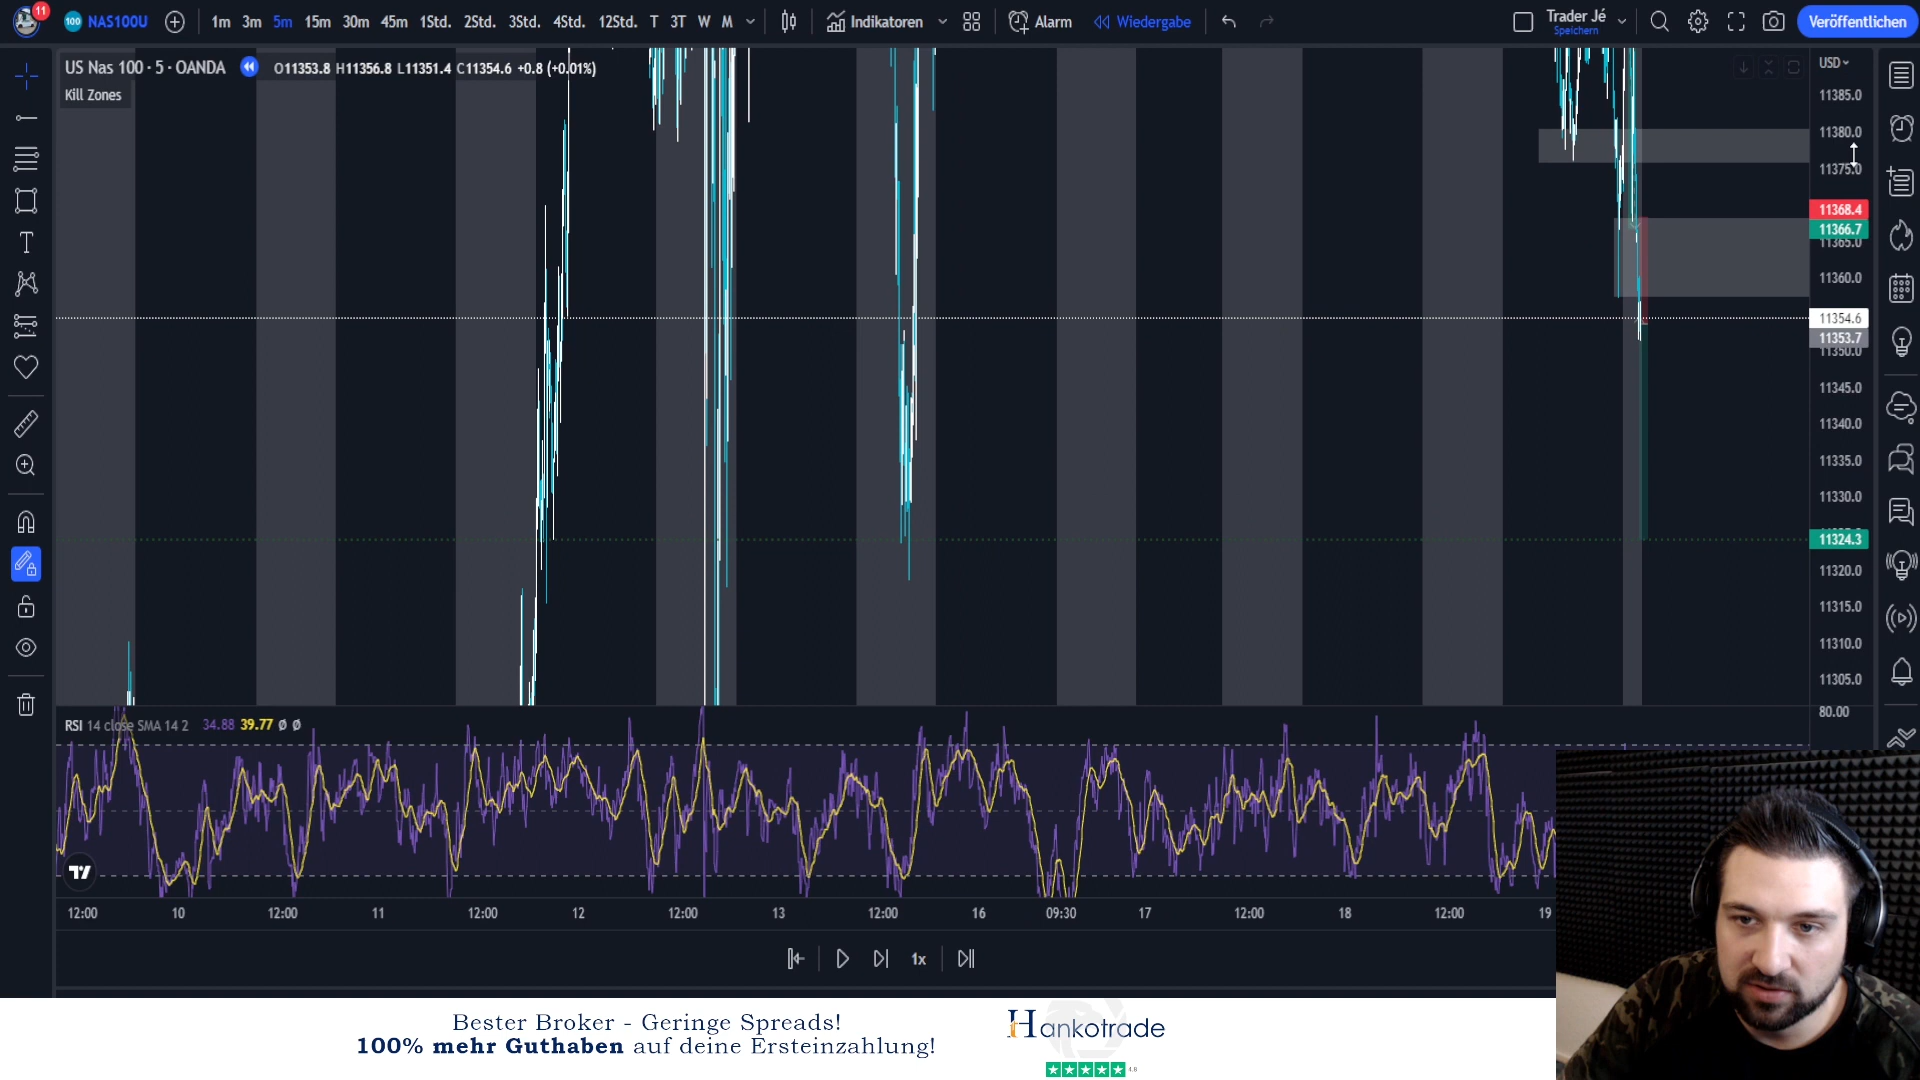 11
100 NAS100U
1m 3m 5m 15m 30m 45m 1Std. 2Std. 3Std. 4Std. 12Std. T 3T W M
Indikatoren
Alarm
Wiedergabe
Trader Jé
Speichern
Veröffentlichen
US Nas 100 · 5 · OANDA O11353.8 H11356.8 L11351.4 C11354.6 +0.8 (+0.01%)
Kill Zones
USD
11385.0
11380.0
11375.0
11368.4
11366.7
11365.0
11360.0
11354.6
11353.7
11350.0
11345.0
11340.0
11335.0
11330.0
11324.3
11320.0
11315.0
11310.0
11305.0
80.00
RSI 14 close SMA 14 2 34.88 39.77 Ø Ø
12:00 10 12:00 11 12:00 12 12:00 13 12:00 16 09:30 17 12:00 18 12:00 19
1x
Bester Broker - Geringe Spreads!
100% mehr Guthaben auf deine Ersteinzahlung!
Hankotrade
4.8